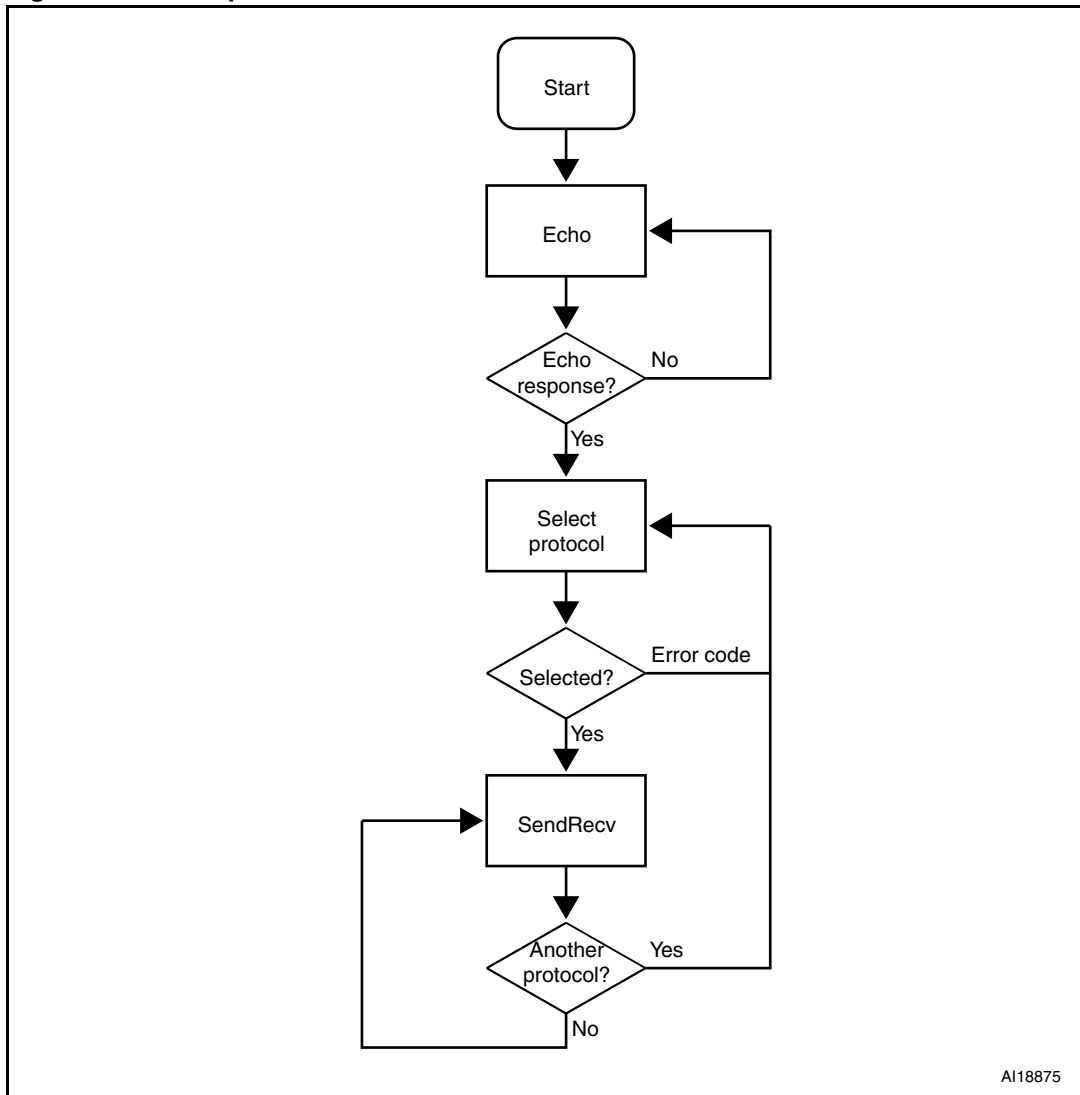 Start
Echo
Echo
response?
No
Yes
Select
protocol
Selected?
Error code
Yes
SendRecv
Another
protocol?
Yes
No
AI18875